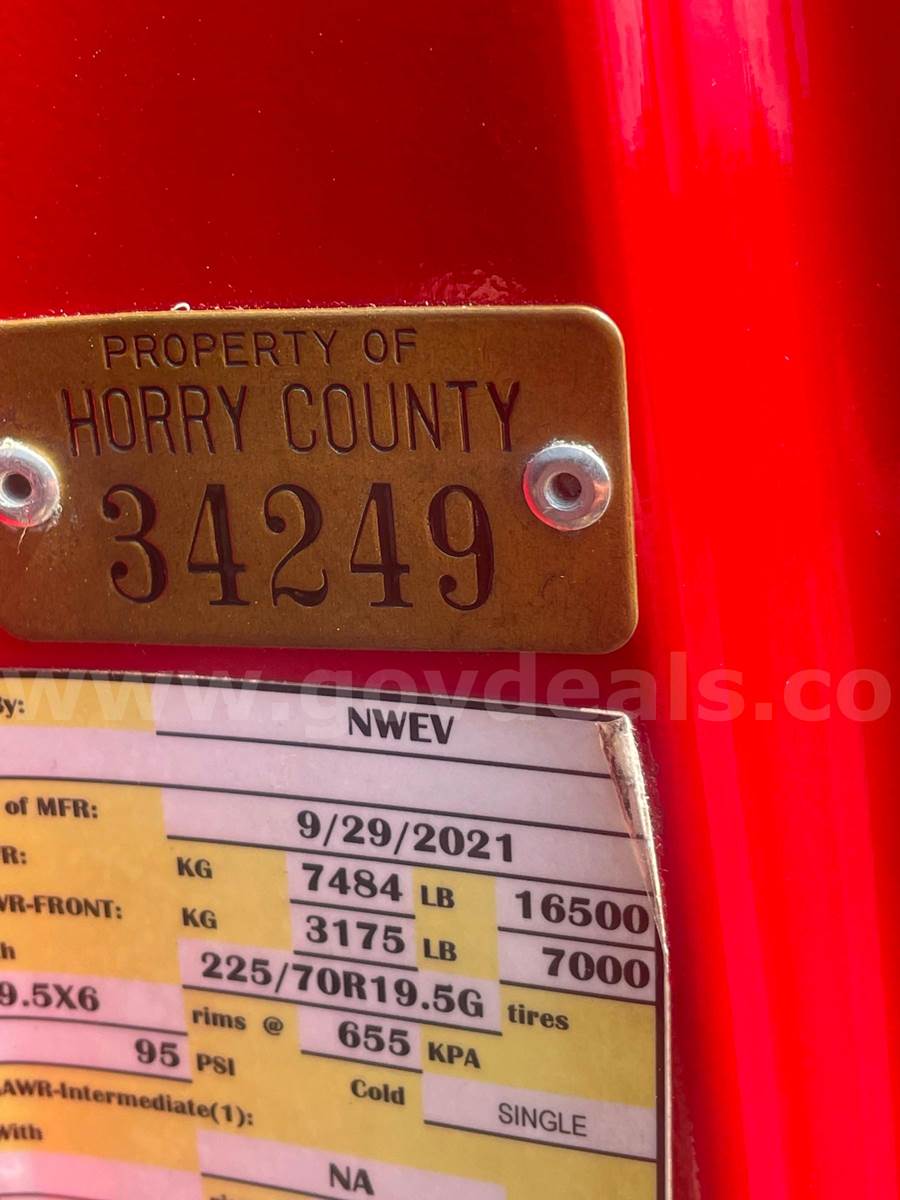 PROPERTY OF
HORRY COUNTY
34249
www.govdeals.co
By: NWEV
of MFR: 9/29/2021
R: KG 7484 LB 16500
WR-FRONT: KG 3175 LB 7000
h 225/70R19.5G tires
9.5X6 rims @ 655 KPA
95 PSI Cold SINGLE
AWR-Intermediate(1):
With NA